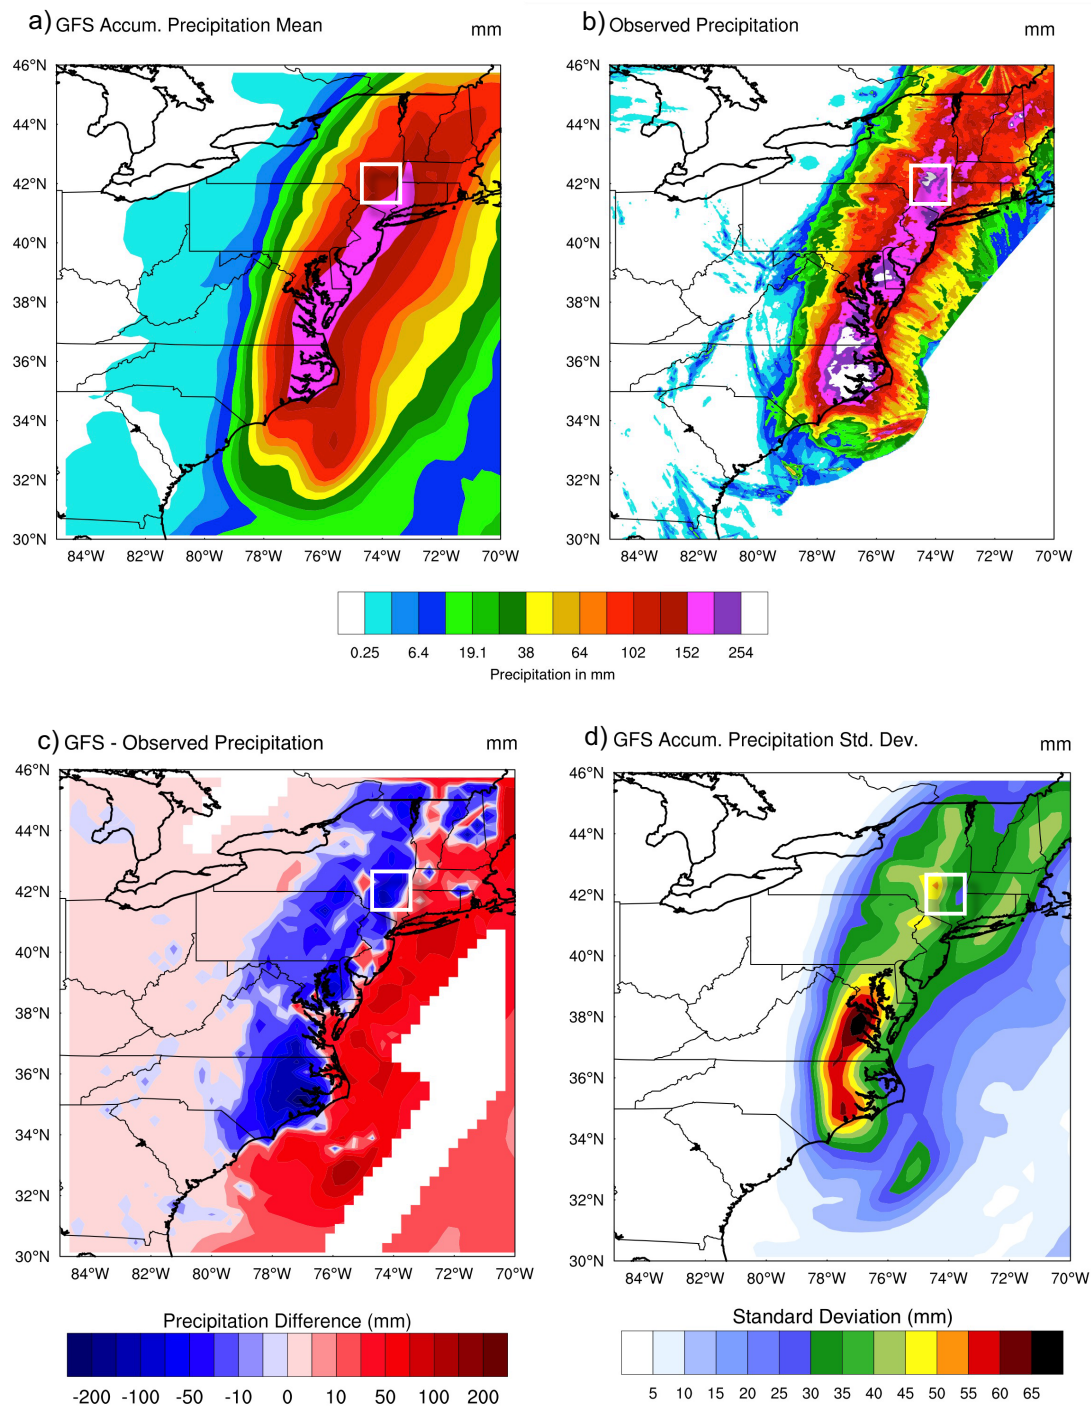 a) GFS Accum. Precipitation Mean mm
b) Observed Precipitation mm
46°N
44°N
42°N
40°N
38°N
36°N
34°N
32°N
30°N
84°W 82°W 80°W 78°W 76°W 74°W 72°W 70°W
46°N
44°N
42°N
40°N
38°N
36°N
34°N
32°N
30°N
84°W 82°W 80°W 78°W 76°W 74°W 72°W 70°W
0.25 6.4 19.1 38 64 102 152 254
Precipitation in mm
c) GFS - Observed Precipitation mm
d) GFS Accum. Precipitation Std. Dev. mm
46°N
44°N
42°N
40°N
38°N
36°N
34°N
32°N
30°N
84°W 82°W 80°W 78°W 76°W 74°W 72°W 70°W
46°N
44°N
42°N
40°N
38°N
36°N
34°N
32°N
30°N
84°W 82°W 80°W 78°W 76°W 74°W 72°W 70°W
Precipitation Difference (mm)
-200 -100 -50 -10 0 10 50 100 200
Standard Deviation (mm)
5 10 15 20 25 30 35 40 45 50 55 60 65